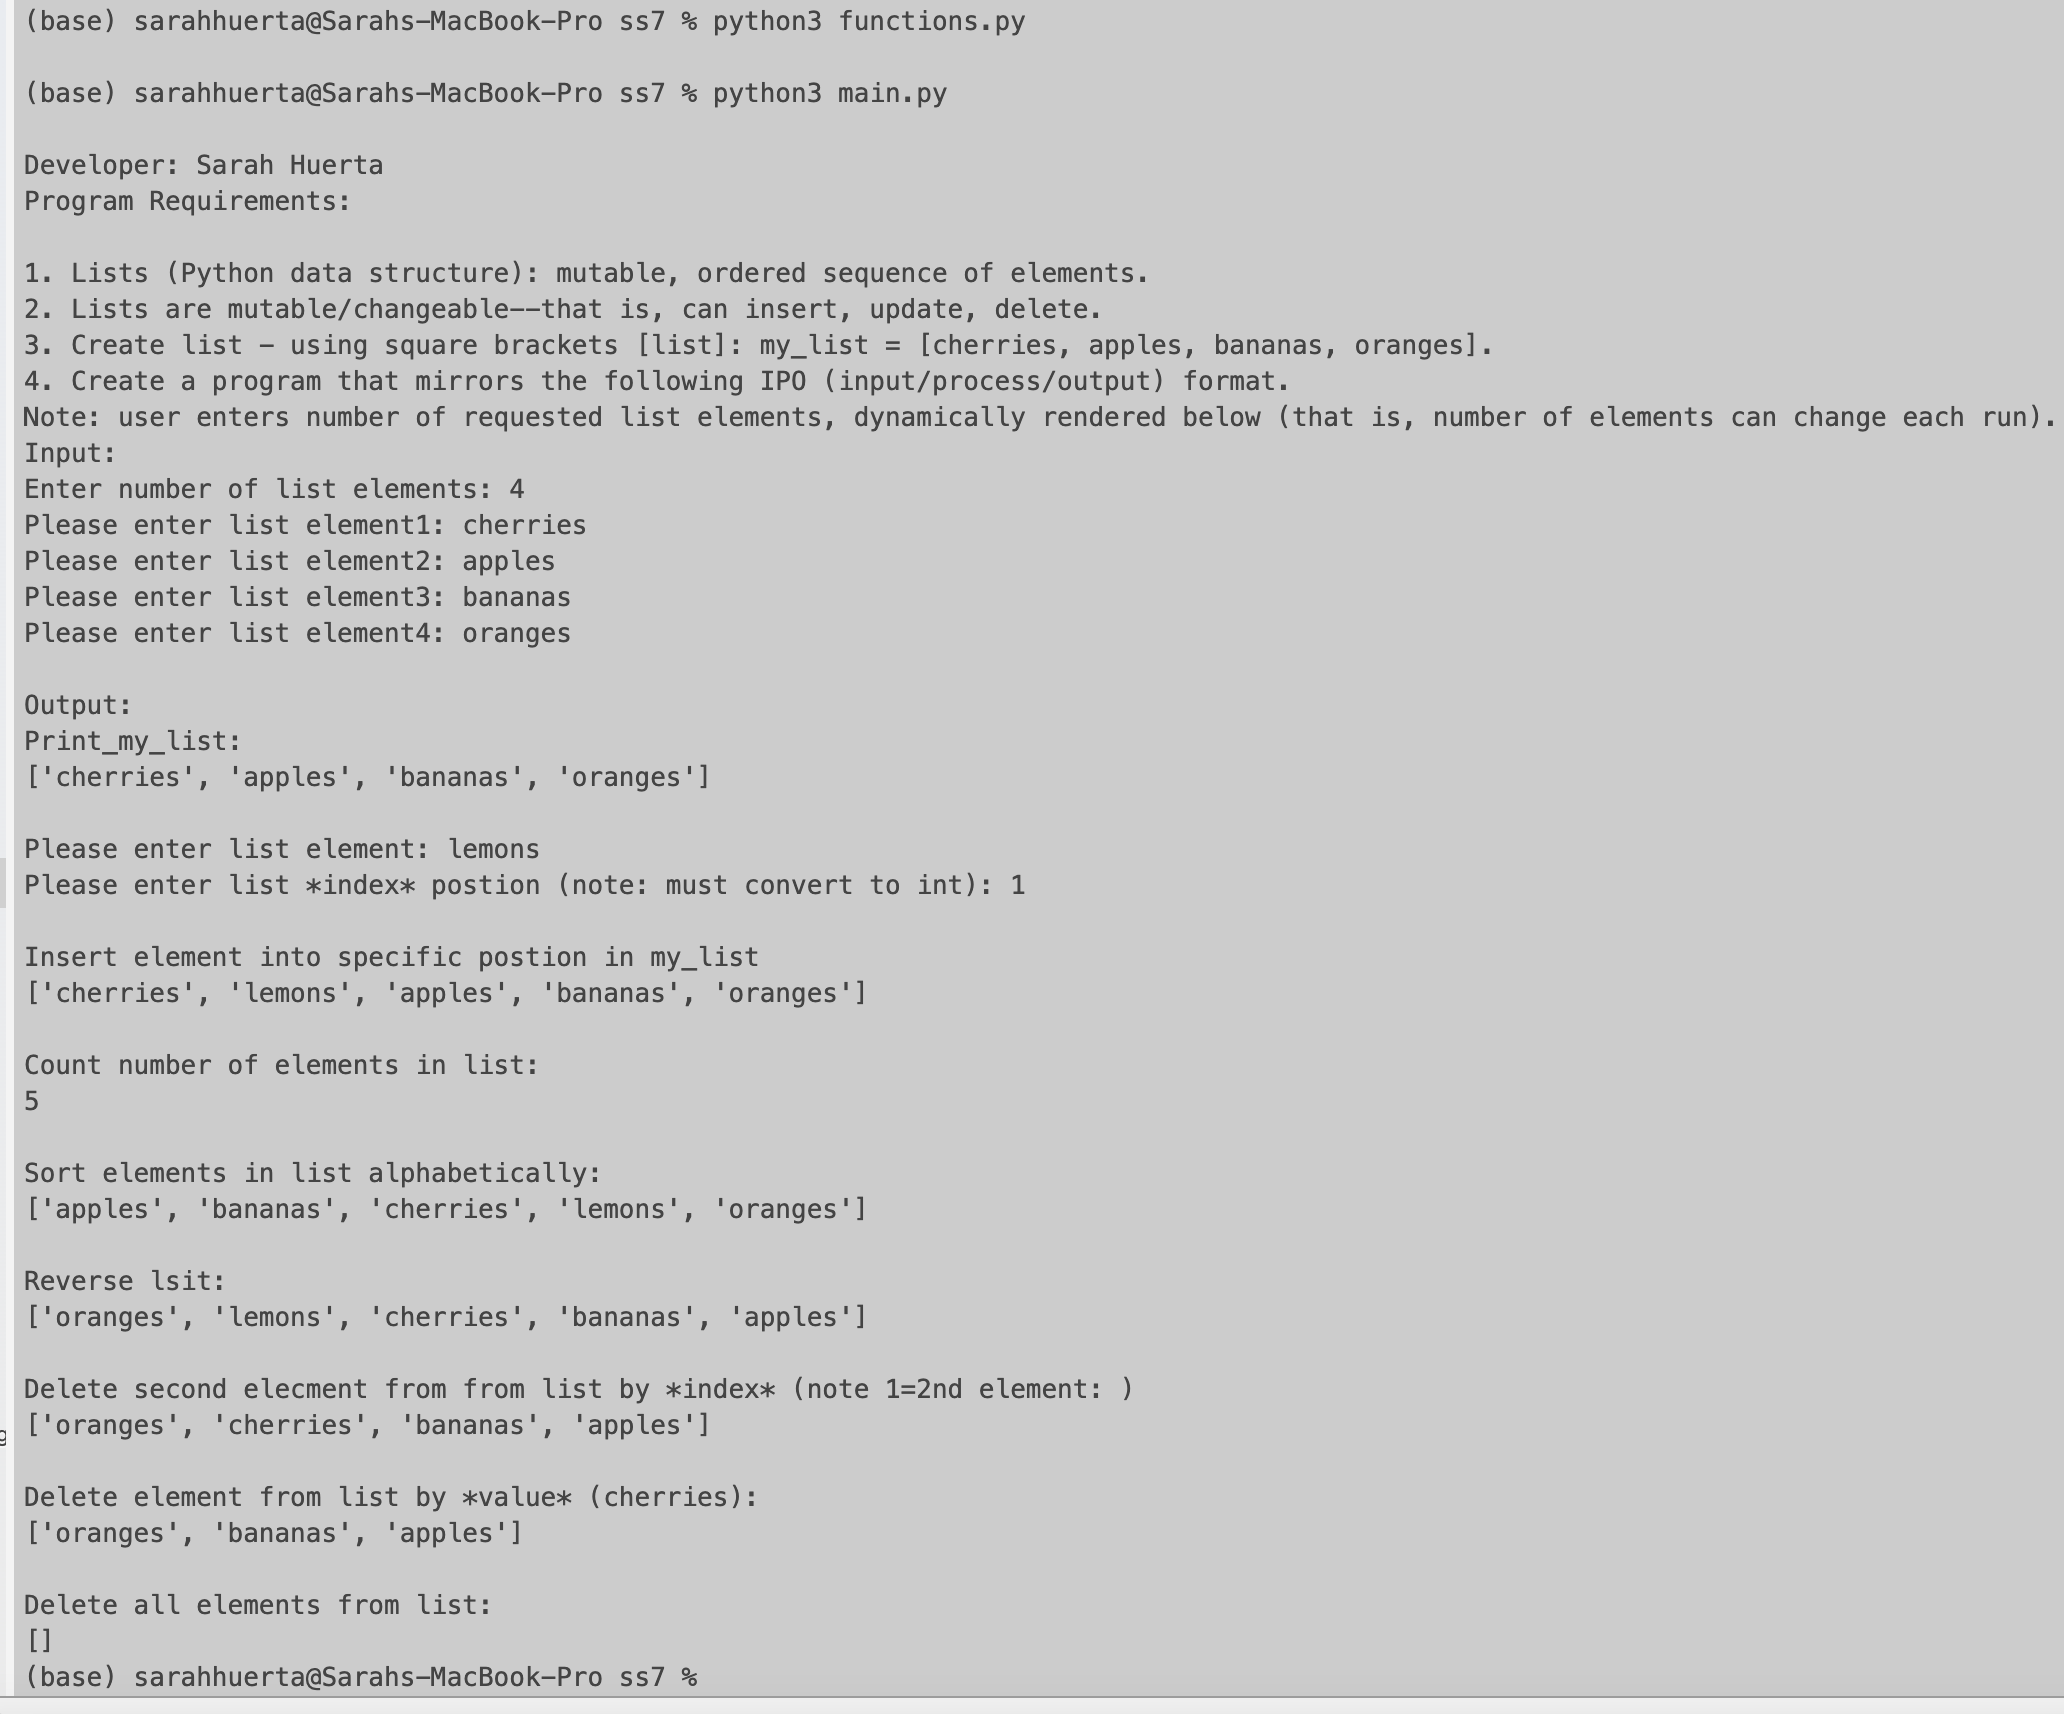 (base) sarahhuerta@Sarahs-MacBook-Pro ss7 % python3 functions.py
(base) sarahhuerta@Sarahs-MacBook-Pro ss7 % python3 main.py
Developer: Sarah Huerta
Program Requirements:
1. Lists (Python data structure): mutable, ordered sequence of elements.
2. Lists are mutable/changeable--that is, can insert, update, delete.
3. Create list - using square brackets [list]: my_list = [cherries, apples, bananas, oranges].
4. Create a program that mirrors the following IPO (input/process/output) format.
Note: user enters number of requested list elements, dynamically rendered below (that is, number of elements can change each run).
Input:
Enter number of list elements: 4
Please enter list element1: cherries
Please enter list element2: apples
Please enter list element3: bananas
Please enter list element4: oranges
Output:
Print_my_list:
['cherries', 'apples', 'bananas', 'oranges']
Please enter list element: lemons
Please enter list *index* postion (note: must convert to int): 1
Insert element into specific postion in my_list
['cherries', 'lemons', 'apples', 'bananas', 'oranges']
Count number of elements in list:
5
Sort elements in list alphabetically:
['apples', 'bananas', 'cherries', 'lemons', 'oranges']
Reverse lsit:
['oranges', 'lemons', 'cherries', 'bananas', 'apples']
Delete second elecment from from list by *index* (note 1=2nd element: )
['oranges', 'cherries', 'bananas', 'apples']
Delete element from list by *value* (cherries):
['oranges', 'bananas', 'apples']
Delete all elements from list:
[]
(base) sarahhuerta@Sarahs-MacBook-Pro ss7 %